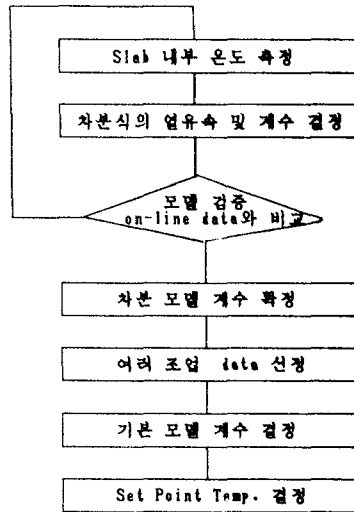 Slab 내부 온도 측정
차분식의 열유속 및 계수 결정
모델 검증
on-line data와 비교
차분 모델 계수 확정
여러 조업 data 선정
기본 모델 계수 결정
Set Point Temp. 결정